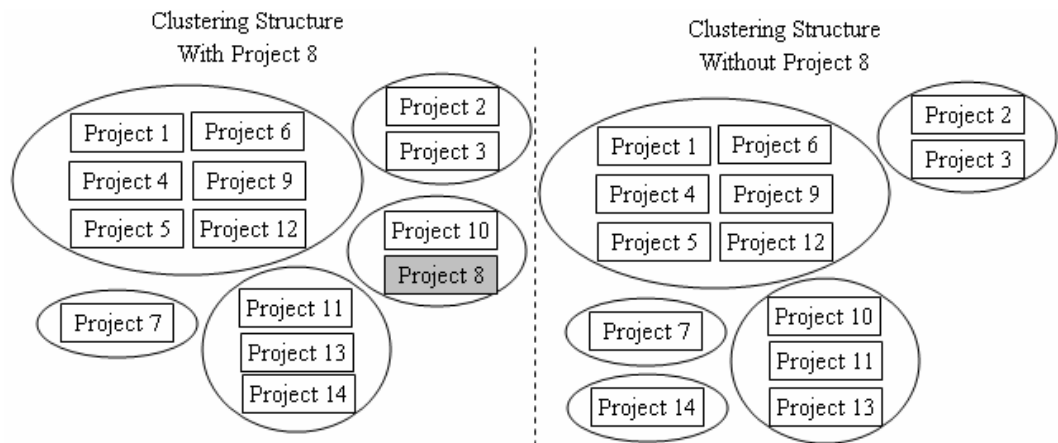 Clustering Structure
With Project 8
Project 1
Project 6
Project 4
Project 9
Project 5
Project 12
Project 2
Project 3
Project 10
Project 8
Project 7
Project 11
Project 13
Project 14
Clustering Structure
Without Project 8
Project 1
Project 6
Project 4
Project 9
Project 5
Project 12
Project 2
Project 3
Project 7
Project 14
Project 10
Project 11
Project 13